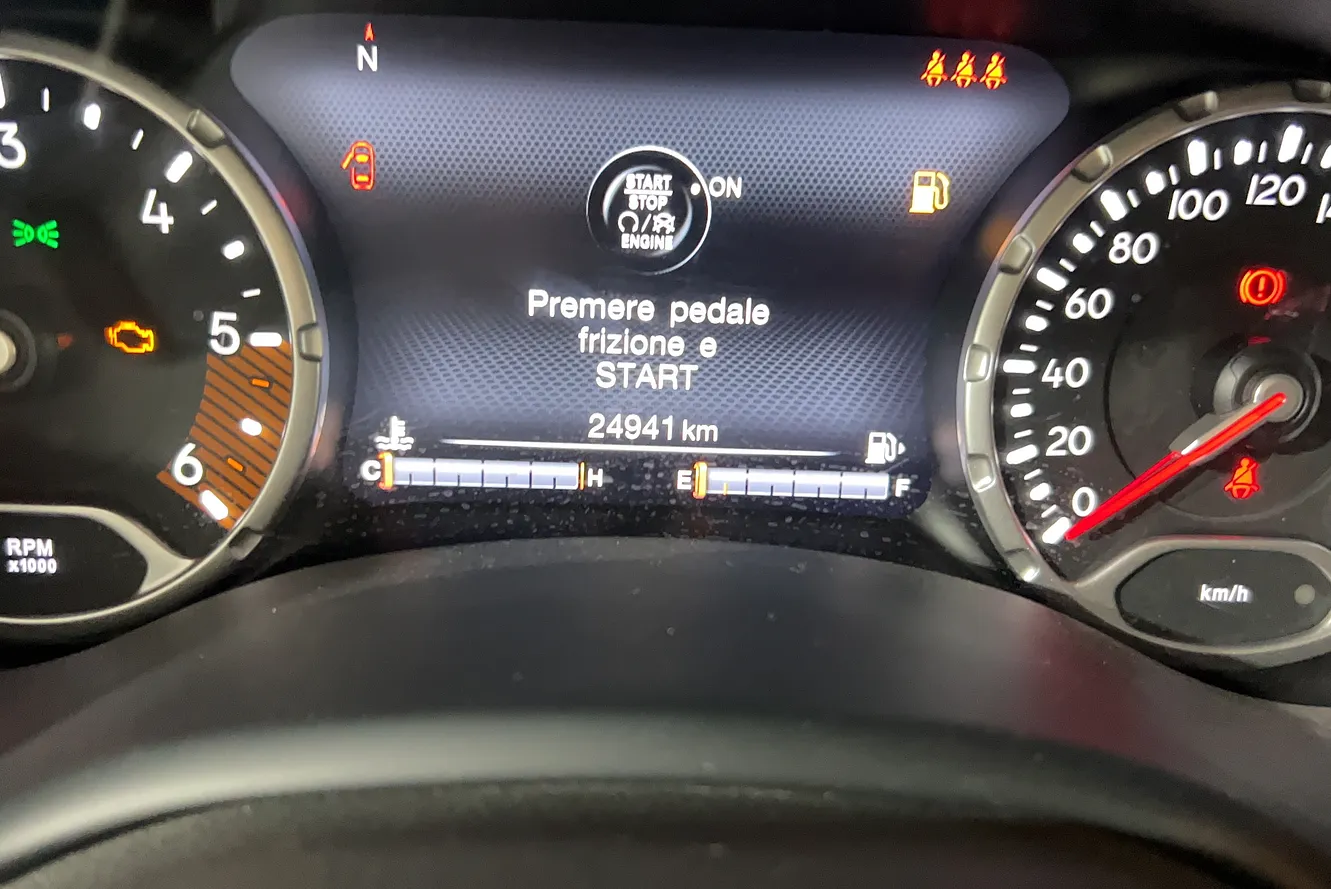 N
START
STOP
ENGINE
ON
Premere pedale
frizione e
START
24941 km
C
H
E
F
3
4
5
6
RPM
x1000
0
20
40
60
80
100
120
km/h